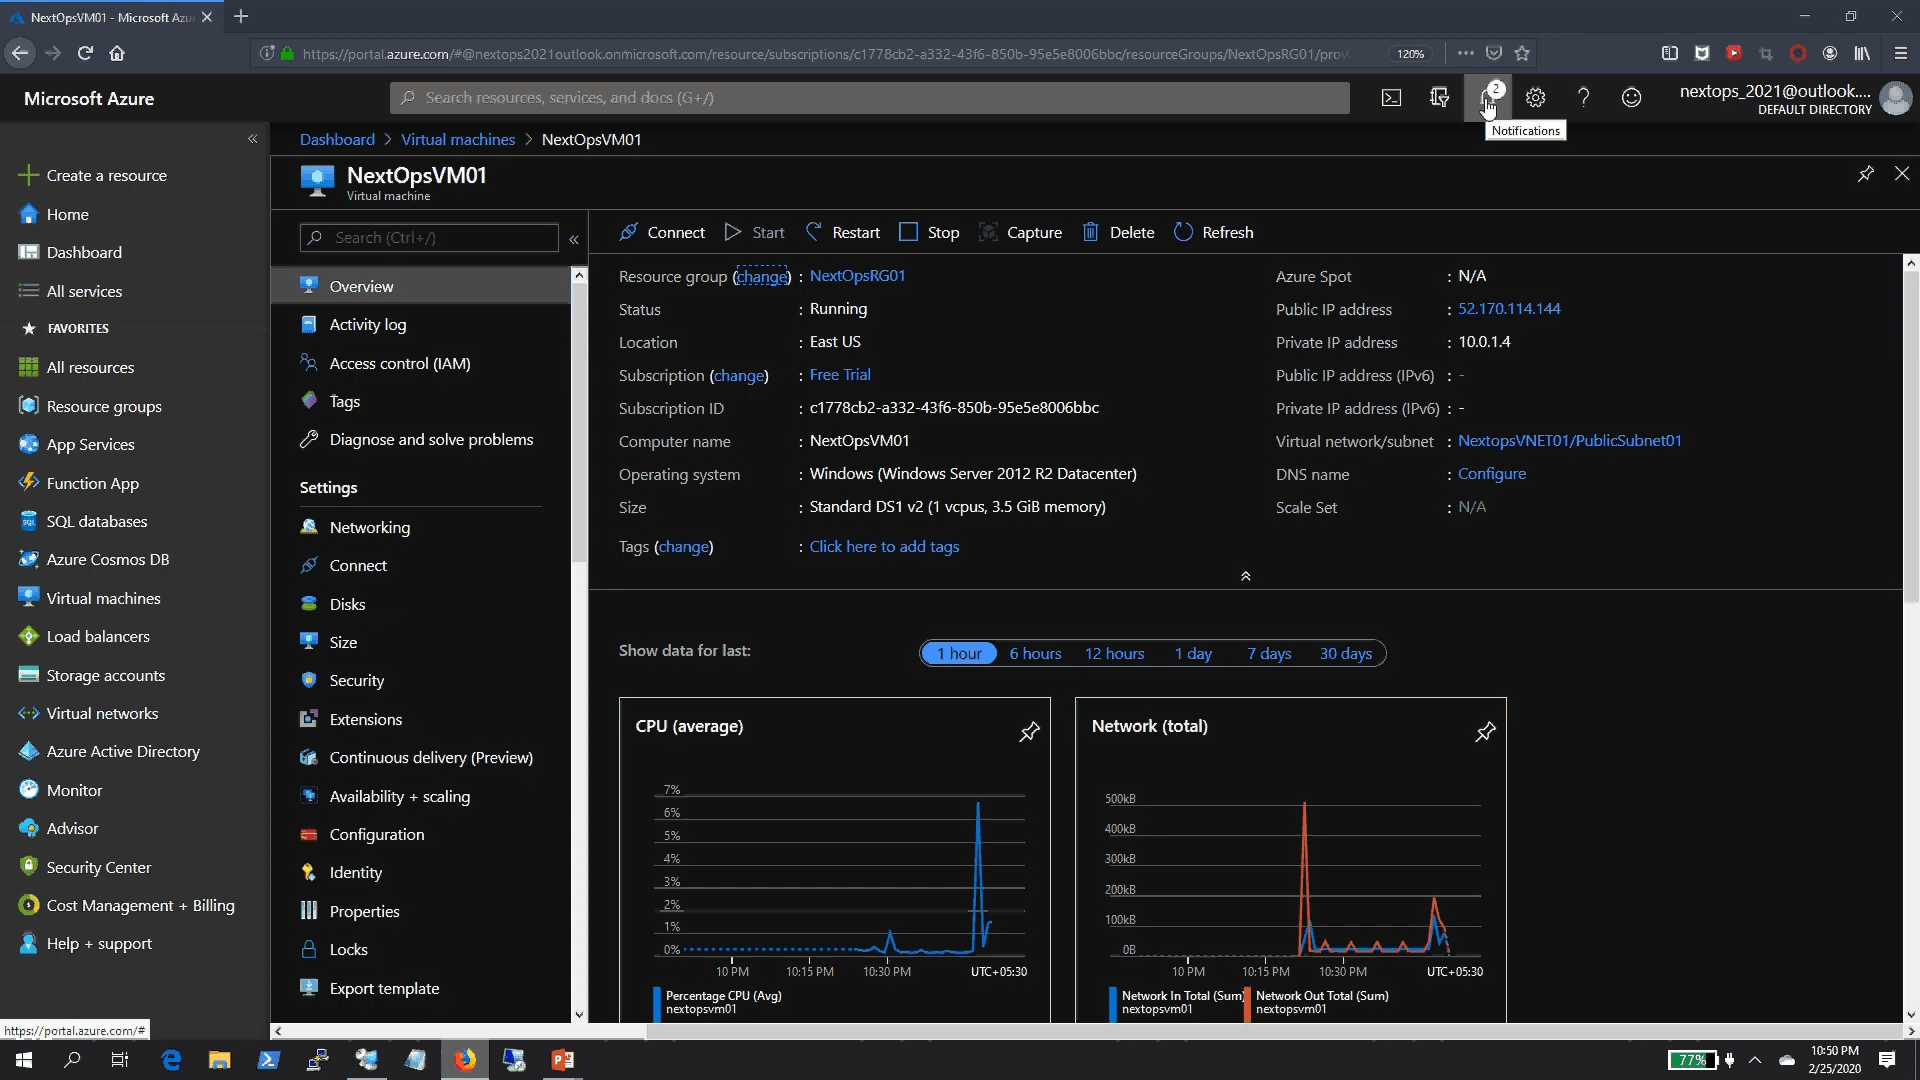 NextOpsVM01 - Microsoft Azu
https://portal.azure.com/#@nextops2021outlook.onmicrosoft.com/resource/subscriptions/c1778cb2-a332-43f6-850b-95e5e8006bbc/resourceGroups/NextOpsRG01/provi
120%
Microsoft Azure
Search resources, services, and docs (G+/)
2
nextops_2021@outlook....
DEFAULT DIRECTORY
Notifications
Dashboard > Virtual machines > NextOpsVM01
NextOpsVM01
Virtual machine
Create a resource
Home
Dashboard
All services
FAVORITES
All resources
Resource groups
App Services
Function App
SQL databases
Azure Cosmos DB
Virtual machines
Load balancers
Storage accounts
Virtual networks
Azure Active Directory
Monitor
Advisor
Security Center
Cost Management + Billing
Help + support
https://portal.azure.com/#
Search (Ctrl+/)
Overview
Activity log
Access control (IAM)
Tags
Diagnose and solve problems
Settings
Networking
Connect
Disks
Size
Security
Extensions
Continuous delivery (Preview)
Availability + scaling
Configuration
Identity
Properties
Locks
Export template
Connect Start Restart Stop Capture Delete Refresh
Resource group (change) : NextOpsRG01
Status : Running
Location : East US
Subscription (change) : Free Trial
Subscription ID : c1778cb2-a332-43f6-850b-95e5e8006bbc
Computer name : NextOpsVM01
Operating system : Windows (Windows Server 2012 R2 Datacenter)
Size : Standard DS1 v2 (1 vcpus, 3.5 GiB memory)
Tags (change) : Click here to add tags
Azure Spot : N/A
Public IP address : 52.170.114.144
Private IP address : 10.0.1.4
Public IP address (IPv6) : -
Private IP address (IPv6) : -
Virtual network/subnet : NextopsVNET01/PublicSubnet01
DNS name : Configure
Scale Set : N/A
Show data for last:
1 hour 6 hours 12 hours 1 day 7 days 30 days
CPU (average)
7%
6%
5%
4%
3%
2%
1%
0%
10 PM 10:15 PM 10:30 PM UTC+05:30
Percentage CPU (Avg)
nextopsvm01
Network (total)
500kB
400kB
300kB
200kB
100kB
0B
10 PM 10:15 PM 10:30 PM UTC+05:30
Network In Total (Sum)
nextopsvm01
Network Out Total (Sum)
nextopsvm01
77%
10:50 PM
2/25/2020